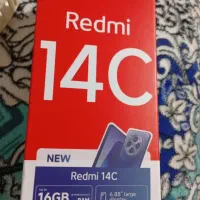 Redmi
14C
NEW
Redmi 14C
16GB
RAM
6.88" large